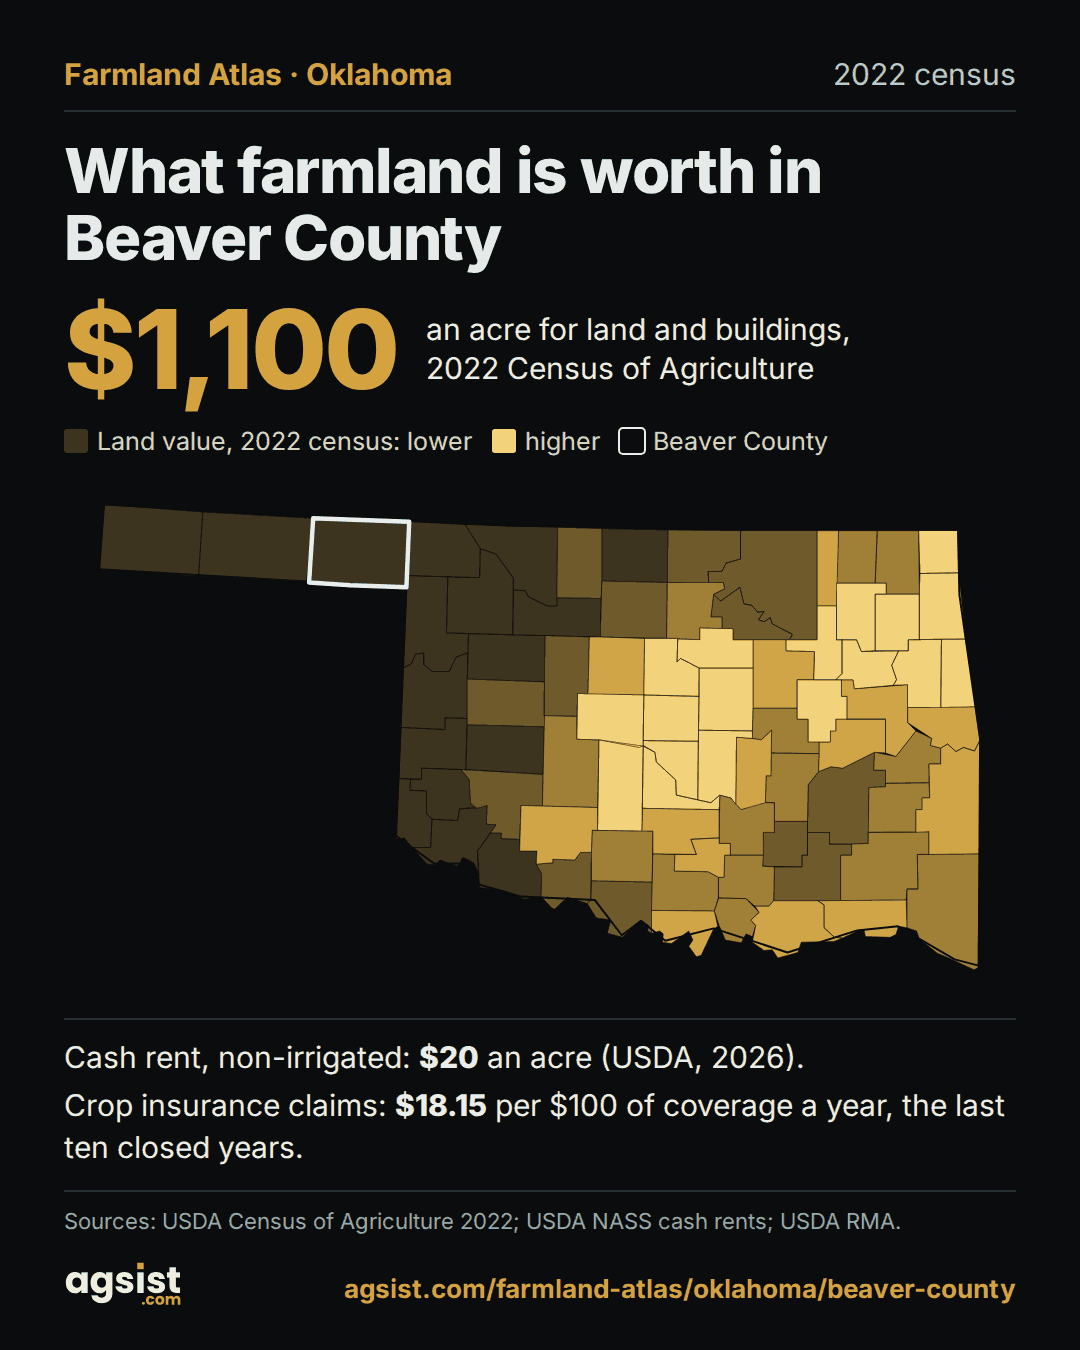 Farmland Atlas · Oklahoma
2022 census
What farmland is worth in
Beaver County
$1,100
an acre for land and buildings,
2022 Census of Agriculture
Land value, 2022 census: lower
higher
Beaver County
Cash rent, non-irrigated: $20 an acre (USDA, 2026).
Crop insurance claims: $18.15 per $100 of coverage a year, the last
ten closed years.
Sources: USDA Census of Agriculture 2022; USDA NASS cash rents; USDA RMA.
agsist
.com
agsist.com/farmland-atlas/oklahoma/beaver-county